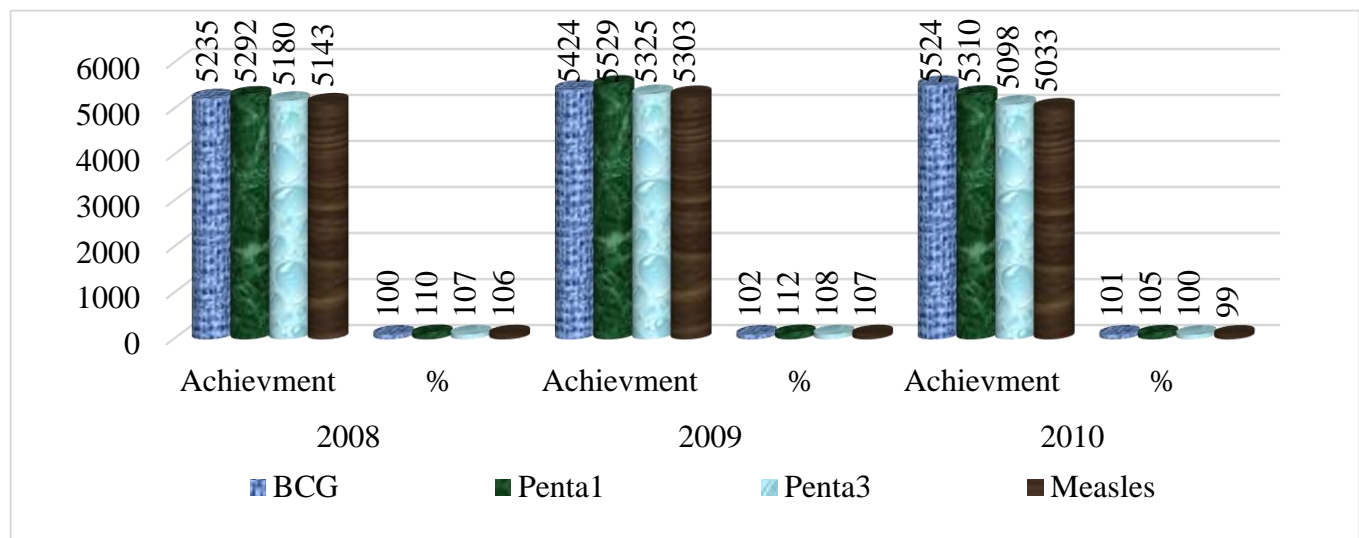 5235 5292 5180 5143 5424 5529 5325 5303 5524 5310 5098 5033
6000
5000
4000
3000
2000
1000
0
100 110 107 106 102 112 108 107 101 105 100 99
Achievment % Achievment % Achievment %
2008 2009 2010
BCG Penta1 Penta3 Measles